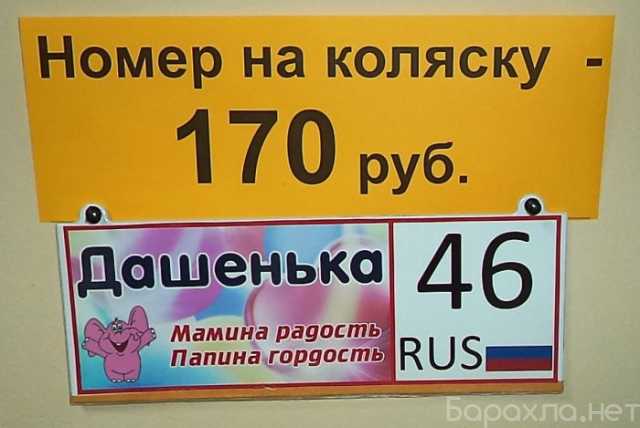 Номер на коляску -
170 руб.
Дашенька
Мамина радость
Папина гордость
46
RUS
Барахла.нет